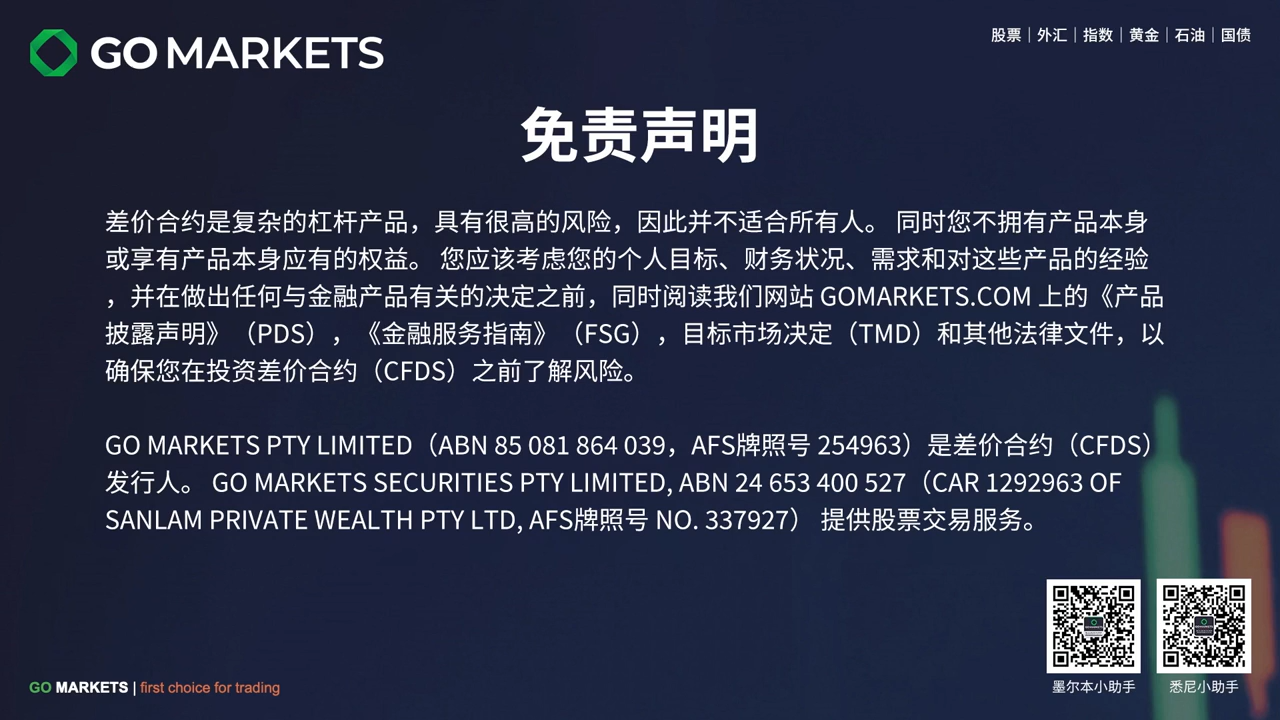 GO MARKETS
股票｜外汇｜指数｜黄金｜石油｜国债
免责声明
差价合约是复杂的杠杆产品，具有很高的风险，因此并不适合所有人。 同时您不拥有产品本身
或享有产品本身应有的权益。 您应该考虑您的个人目标、财务状况、需求和对这些产品的经验
，并在做出任何与金融产品有关的决定之前，同时阅读我们网站 GOMARKETS.COM 上的《产品
披露声明》（PDS），《金融服务指南》（FSG），目标市场决定（TMD）和其他法律文件，以
确保您在投资差价合约（CFDS）之前了解风险。
GO MARKETS PTY LIMITED（ABN 85 081 864 039，AFS牌照号 254963）是差价合约（CFDS）
发行人。 GO MARKETS SECURITIES PTY LIMITED, ABN 24 653 400 527（CAR 1292963 OF
SANLAM PRIVATE WEALTH PTY LTD, AFS牌照号 NO. 337927） 提供股票交易服务。
墨尔本小助手 悉尼小助手
GO MARKETS | first choice for trading